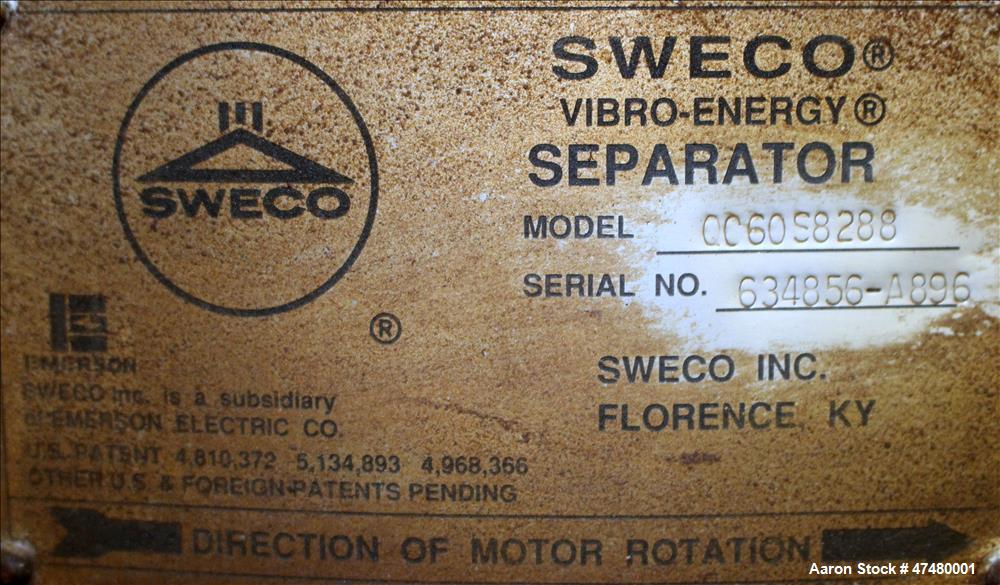 SWECO
®
SWECO®
VIBRO-ENERGY®
SEPARATOR
MODEL QC60S8288
SERIAL NO. 634856-A896
SWECO INC.
FLORENCE, KY
EMERSON
SWECO Inc. is a subsidiary
of EMERSON ELECTRIC CO.
U.S. PATENT 4,810,372 5,134,893 4,968,366
OTHER U.S. & FOREIGN PATENTS PENDING
DIRECTION OF MOTOR ROTATION
Aaron Stock # 47480001